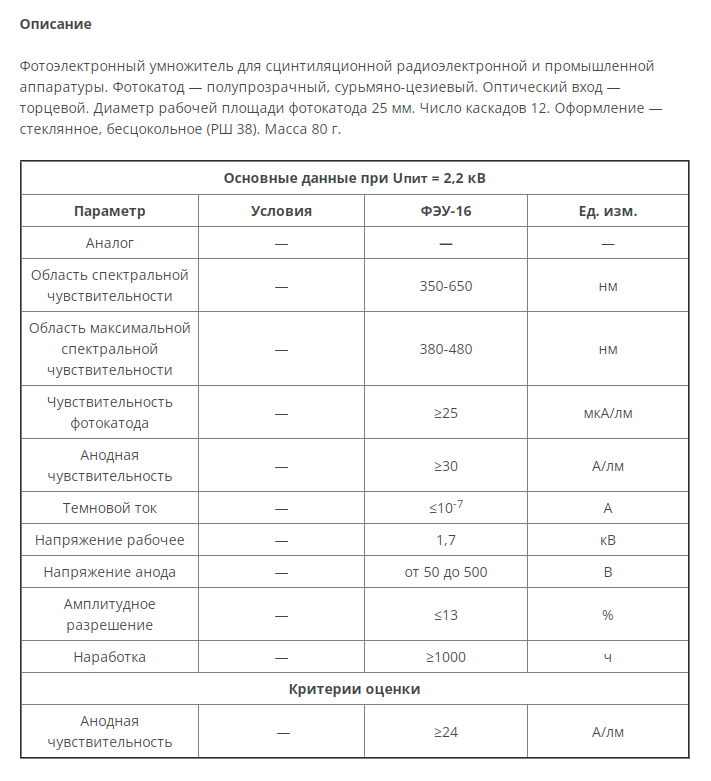 Описание
Фотоэлектронный умножитель для сцинтиляционной радиоэлектронной и промышленной
аппаратуры. Фотокатод — полупрозрачный, сурьмяно-цезиевый. Оптический вход —
торцевой. Диаметр рабочей площади фотокатода 25 мм. Число каскадов 12. Оформление —
стеклянное, бесцокольное (РШ 38). Масса 80 г.
Основные данные при Uпит = 2,2 кВ
Параметр Условия ФЭУ-16 Ед. изм.
Аналог — — —
Область спектральной
чувствительности — 350-650 нм
Область максимальной
спектральной
чувствительности — 380-480 нм
Чувствительность
фотокатода — ≥25 мкА/лм
Анодная
чувствительность — ≥30 А/лм
Темновой ток — ≤10⁻⁷ А
Напряжение рабочее — 1,7 кВ
Напряжение анода — от 50 до 500 В
Амплитудное
разрешение — ≤13 %
Наработка — ≥1000 ч
Критерии оценки
Анодная
чувствительность — ≥24 А/лм